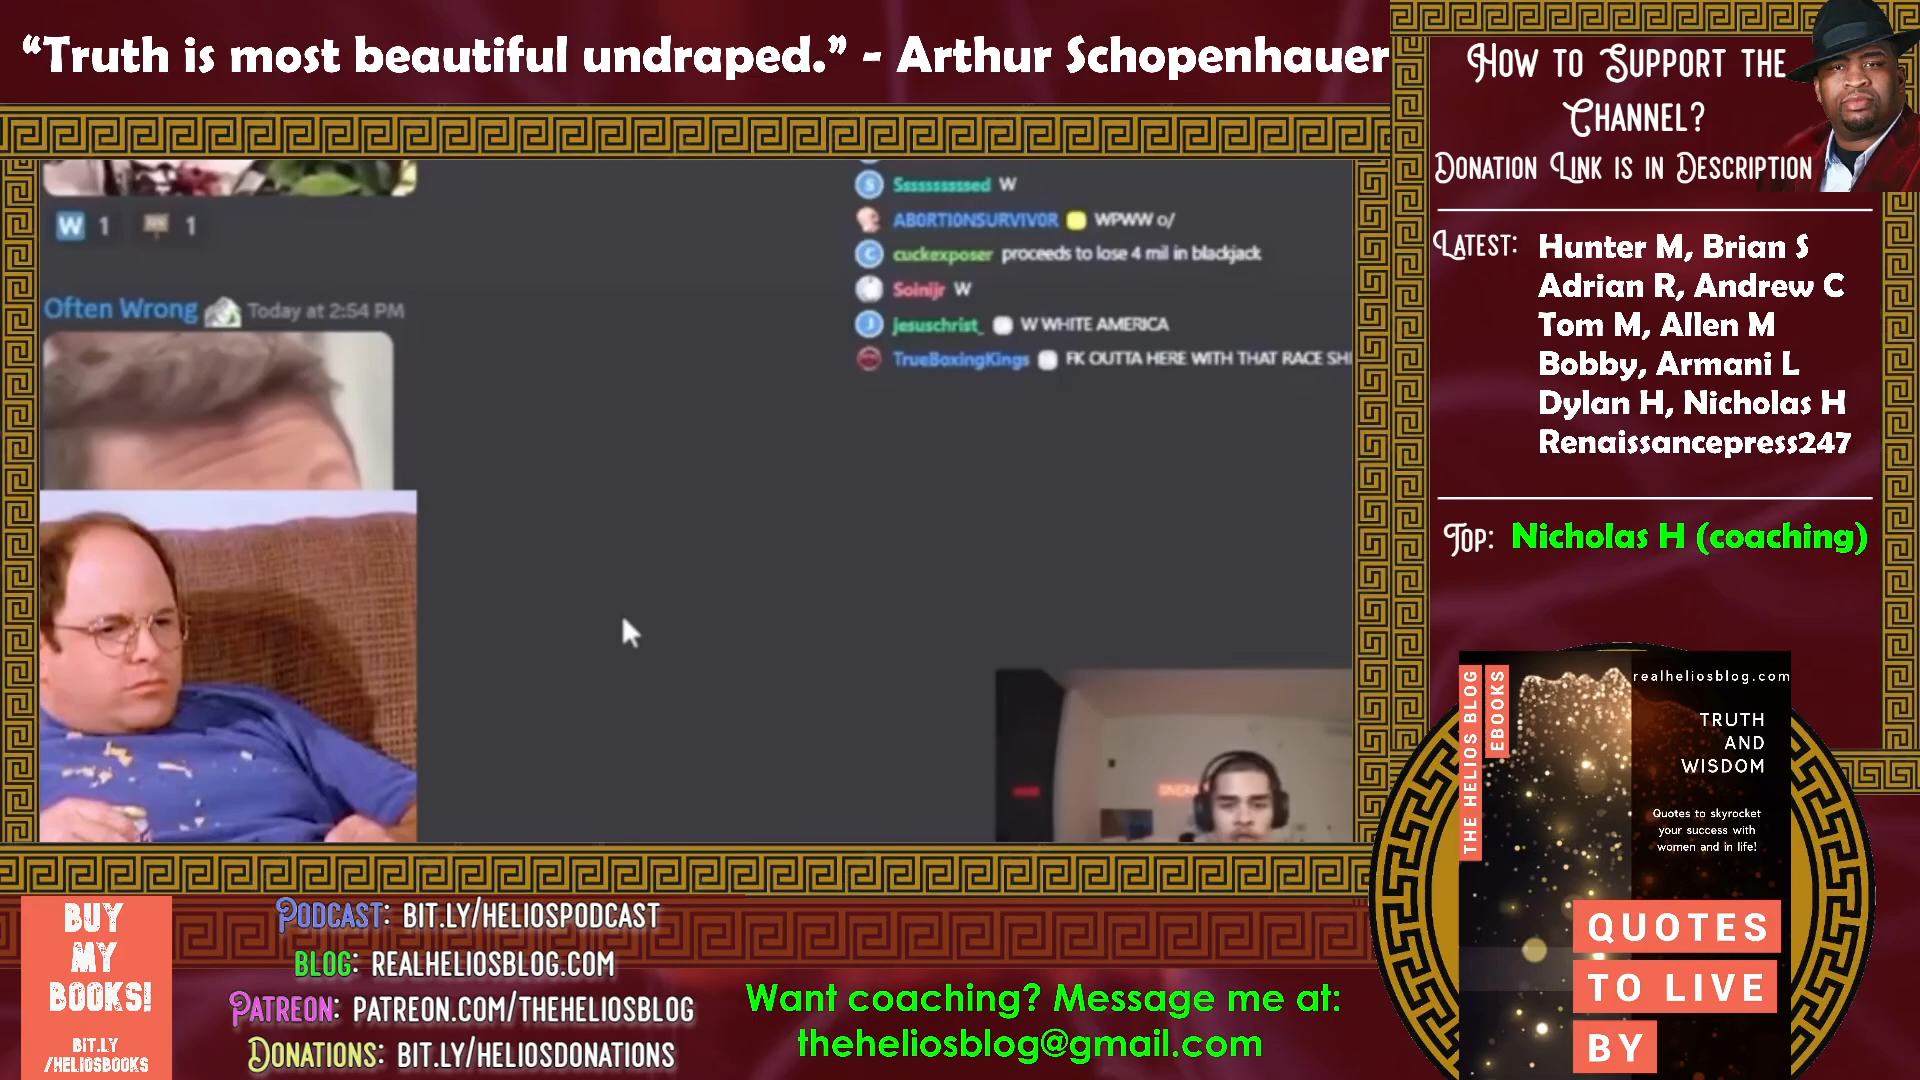 “Truth is most beautiful undraped.” - Arthur Schopenhauer
W 1
1
Often Wrong Today at 2:54 PM
S Sssssssssed W
ABORTIONSURVIVOR WPWW o/
C cuckexposer proceeds to lose 4 mil in blackjack
Soinijr W
J jesuschrist_ W WHITE AMERICA
TrueBoxingKings FK OUTTA HERE WITH THAT RACE SHI
How to Support the
Channel?
Donation Link is in Description
Latest: Hunter M, Brian S
Adrian R, Andrew C
Tom M, Allen M
Bobby, Armani L
Dylan H, Nicholas H
Renaissancepress247
Top: Nicholas H (coaching)
THE HELIOS BLOG
EBOOKS
realheliosblog.com
TRUTH
AND
WISDOM
Quotes to skyrocket
your success with
women and in life!
QUOTES
TO LIVE
BY
BUY
MY
BOOKS!
BIT.LY
/HELIOSBOOKS
Podcast: BIT.LY/HELIOSPODCAST
BLOG: REALHELIOSBLOG.COM
Patreon: PATREON.COM/THEHELIOSBLOG
Donations: BIT.LY/HELIOSDONATIONS
Want coaching? Message me at:
theheliosblog@gmail.com